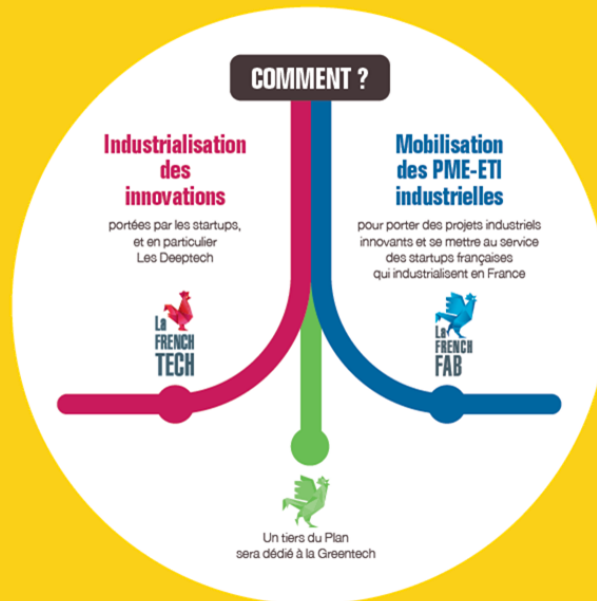 COMMENT ?
Industrialisation
des
innovations
portées par les startups,
et en particulier
Les Deeptech
La
FRENCH
TECH
Mobilisation
des PME-ETI
industrielles
pour porter des projets industriels
innovants et se mettre au service
des startups françaises
qui industrialisent en France
La
FRENCH
FAB
Un tiers du Plan
sera dédié à la Greentech